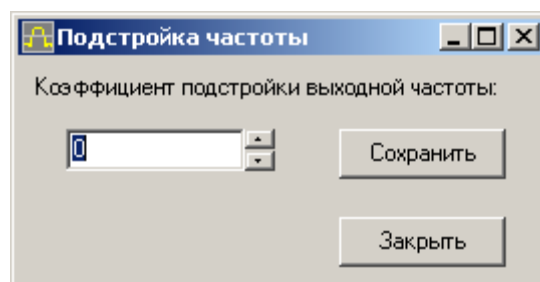 Подстройка частоты
Коэффициент подстройки выходной частоты:
0
Сохранить
Закрыть